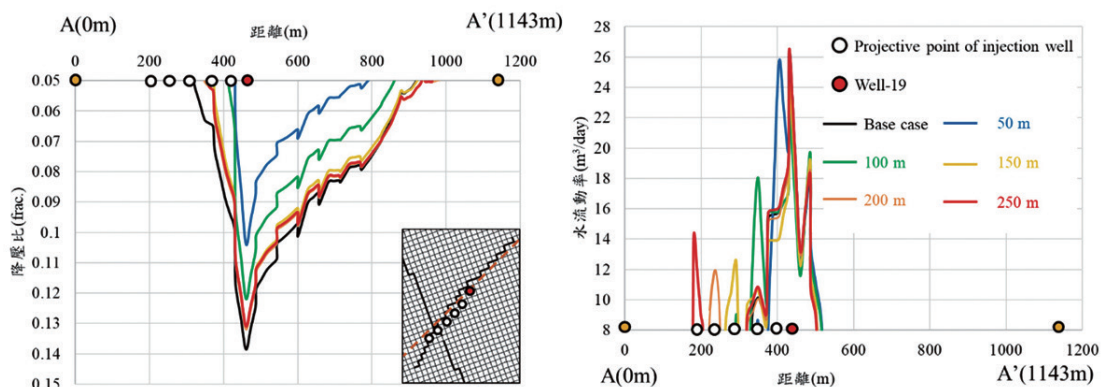 A(0m)
距離(m)
A’(1143m)
0 200 400 600 800 1000 1200
0.05
0.06
0.07
0.08
0.09
0.1
0.11
0.12
0.13
0.14
0.15
降壓比(frac.)
28
26
24
22
20
18
16
14
12
10
8
水流動率(m³/day)
Projective point of injection well
Well-19
Base case
50 m
100 m
150 m
200 m
250 m
0 200 400 600 800 1000 1200
A(0m)
距離(m)
A’(1143m)